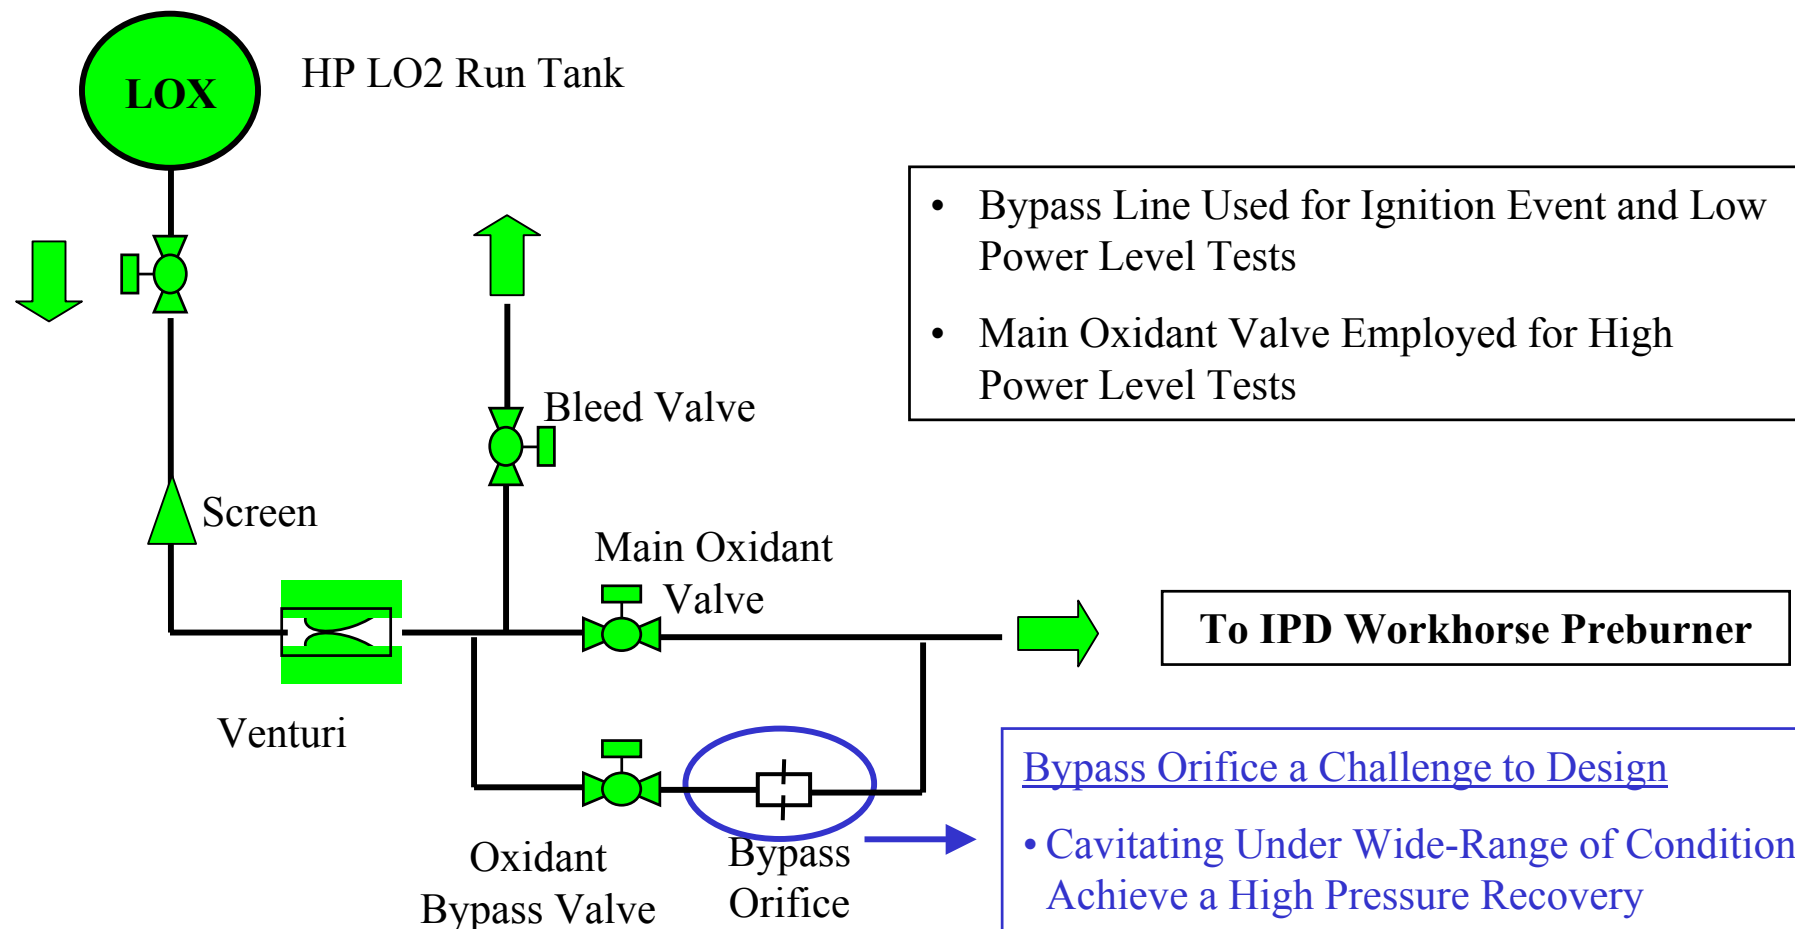 LOX
HP LO2 Run Tank
• Bypass Line Used for Ignition Event and Low
Power Level Tests
• Main Oxidant Valve Employed for High
Power Level Tests
Bleed Valve
Screen
Main Oxidant
Valve
To IPD Workhorse Preburner
Venturi
Bypass Orifice a Challenge to Design
• Cavitating Under Wide-Range of Condition
Achieve a High Pressure Recovery
Oxidant
Bypass Valve
Bypass
Orifice